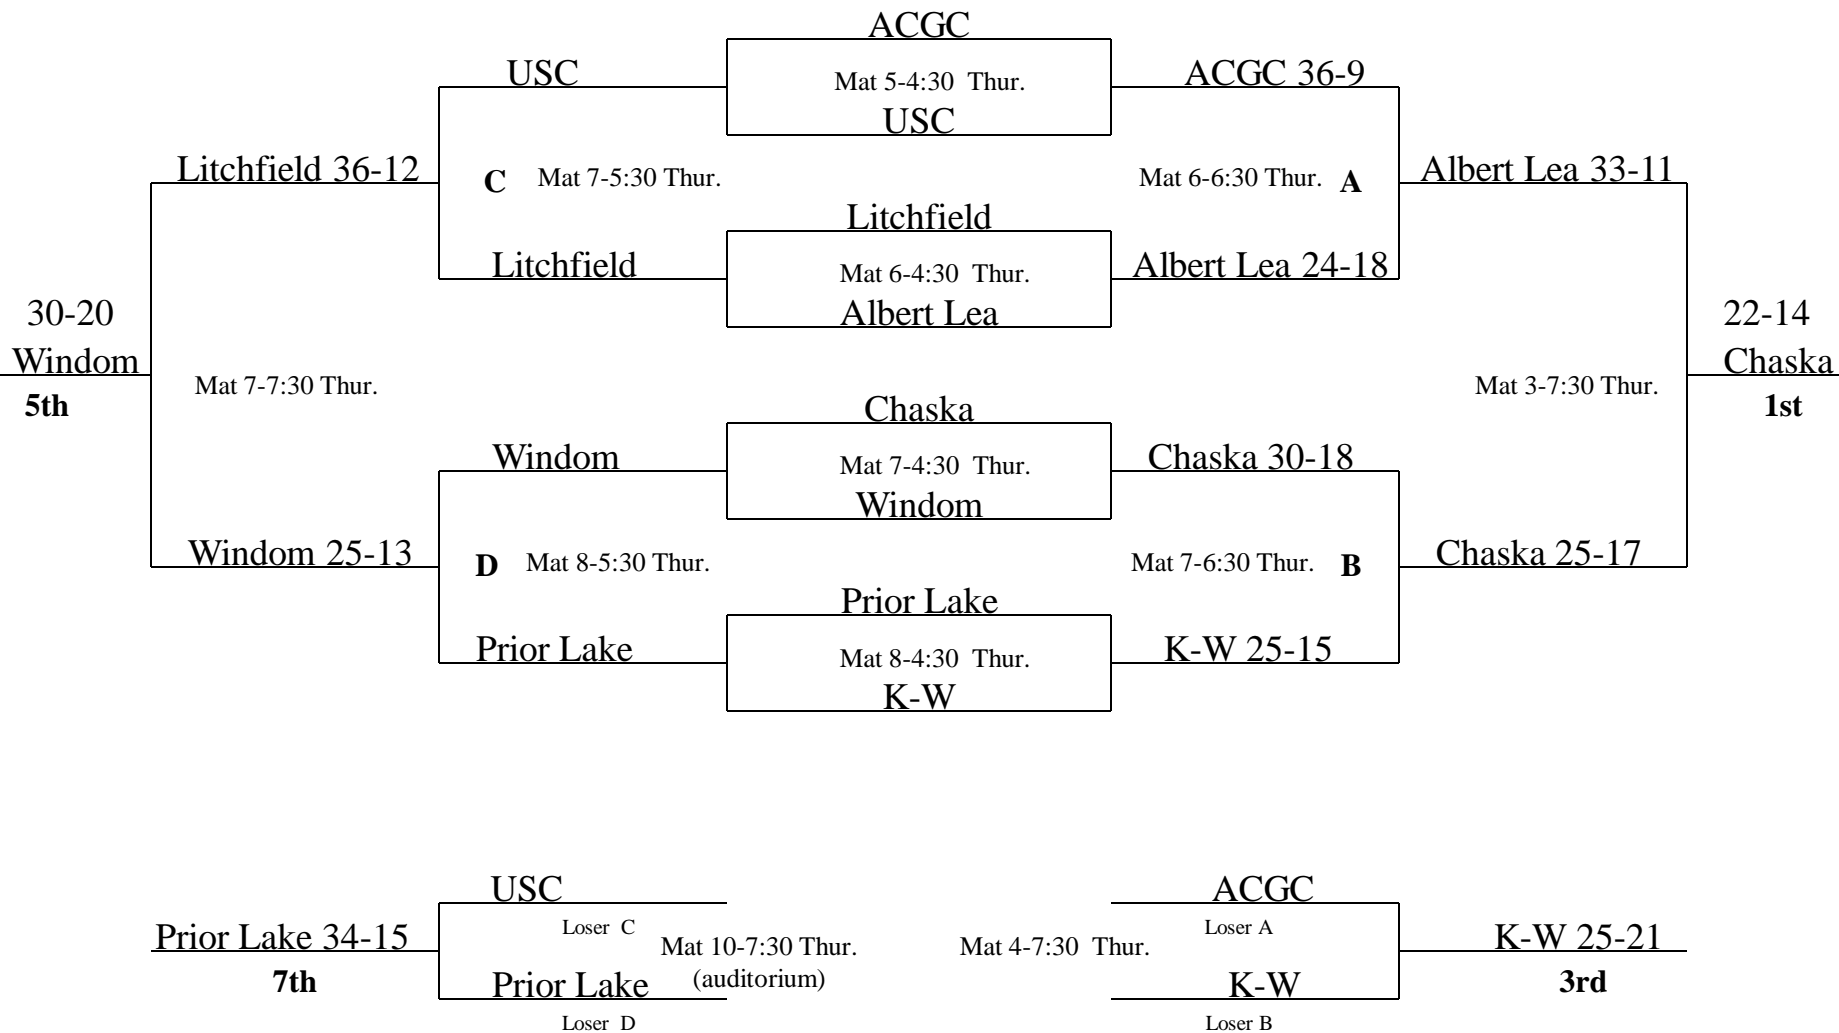 ACGC
USC
Mat 5-4:30 Thur.
ACGC 36-9
USC
Litchfield 36-12
C
Mat 7-5:30 Thur.
Mat 6-6:30 Thur.
A
Albert Lea 33-11
Litchfield
Litchfield
Mat 6-4:30 Thur.
Albert Lea 24-18
30-20
Albert Lea
22-14
Windom
Chaska
Mat 7-7:30 Thur.
Mat 3-7:30 Thur.
5th
Chaska
1st
Windom
Mat 7-4:30 Thur.
Chaska 30-18
Windom
Windom 25-13
D
Mat 8-5:30 Thur.
Mat 7-6:30 Thur.
B
Chaska 25-17
Prior Lake
Prior Lake
Mat 8-4:30 Thur.
K-W 25-15
K-W
USC
ACGC
Loser C
Loser A
Prior Lake 34-15
Mat 10-7:30 Thur.
Mat 4-7:30 Thur.
K-W 25-21
7th
Prior Lake
(auditorium)
K-W
3rd
Loser D
Loser B